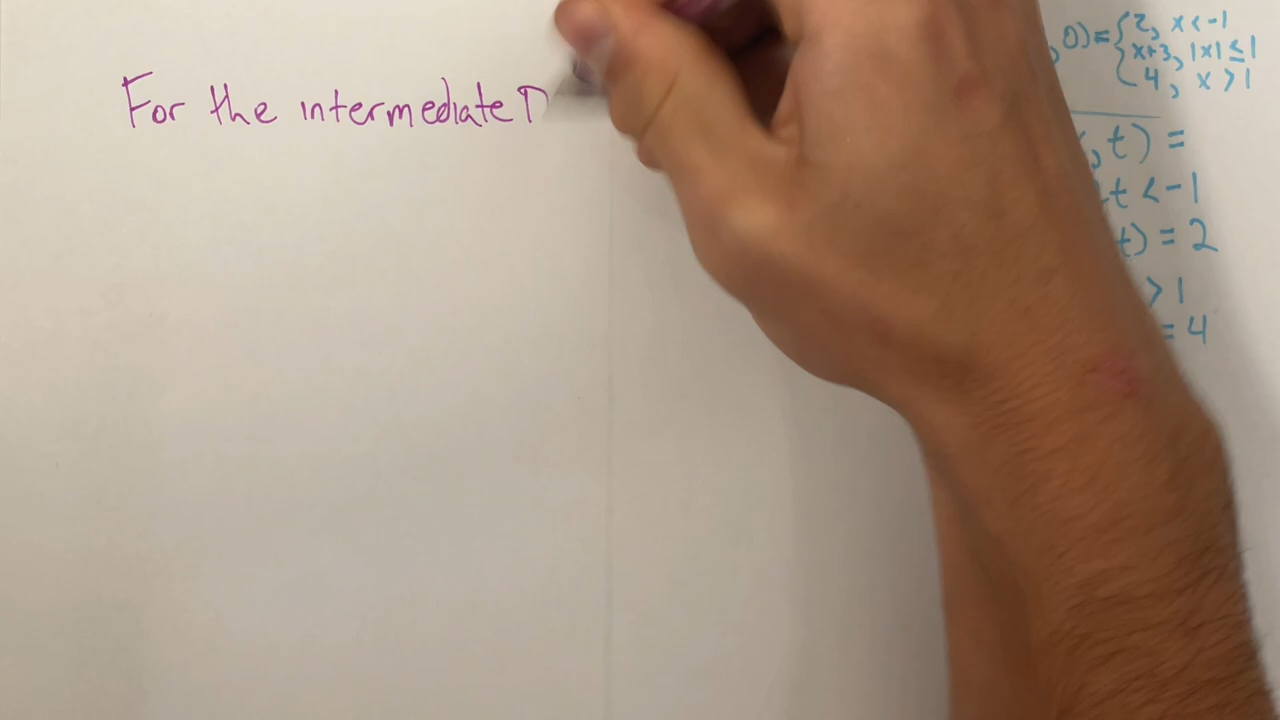 For the intermediate
,0)={2, x<-1
x+3, |x|≤1
4, x>1
,t)=
t<-1
t)=2
>1
=4